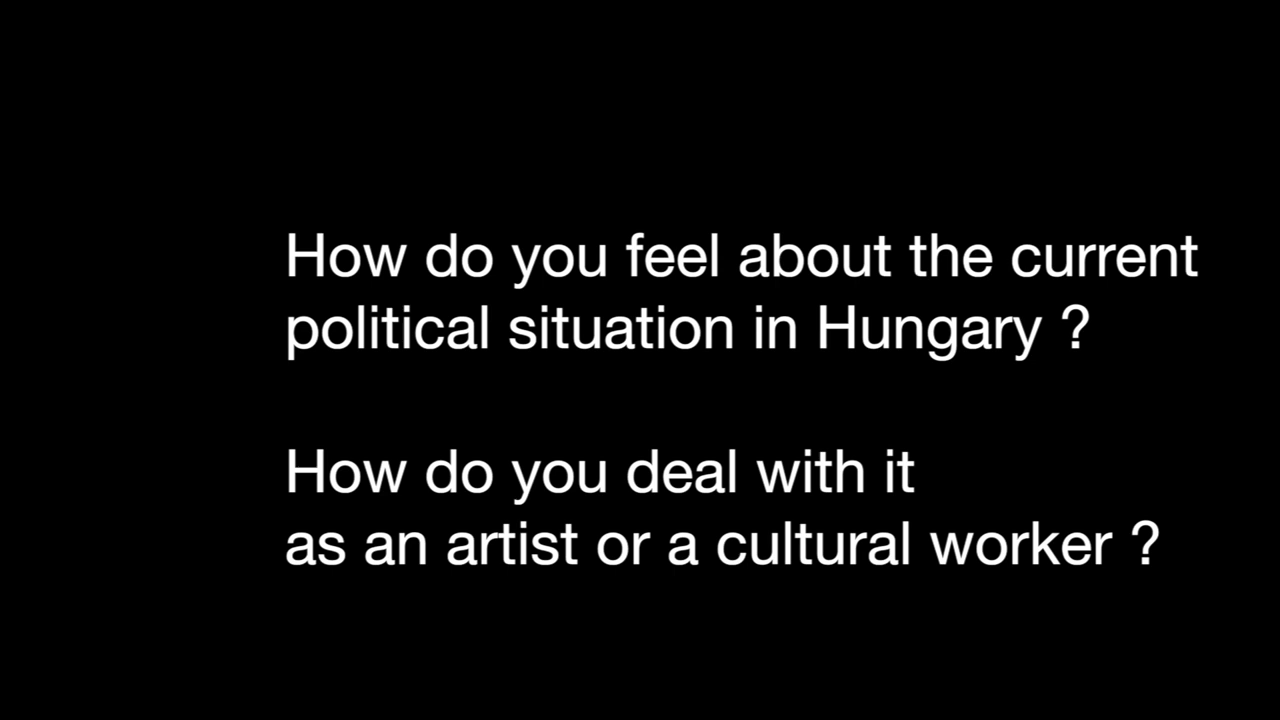 How do you feel about the current
political situation in Hungary ?
How do you deal with it
as an artist or a cultural worker ?